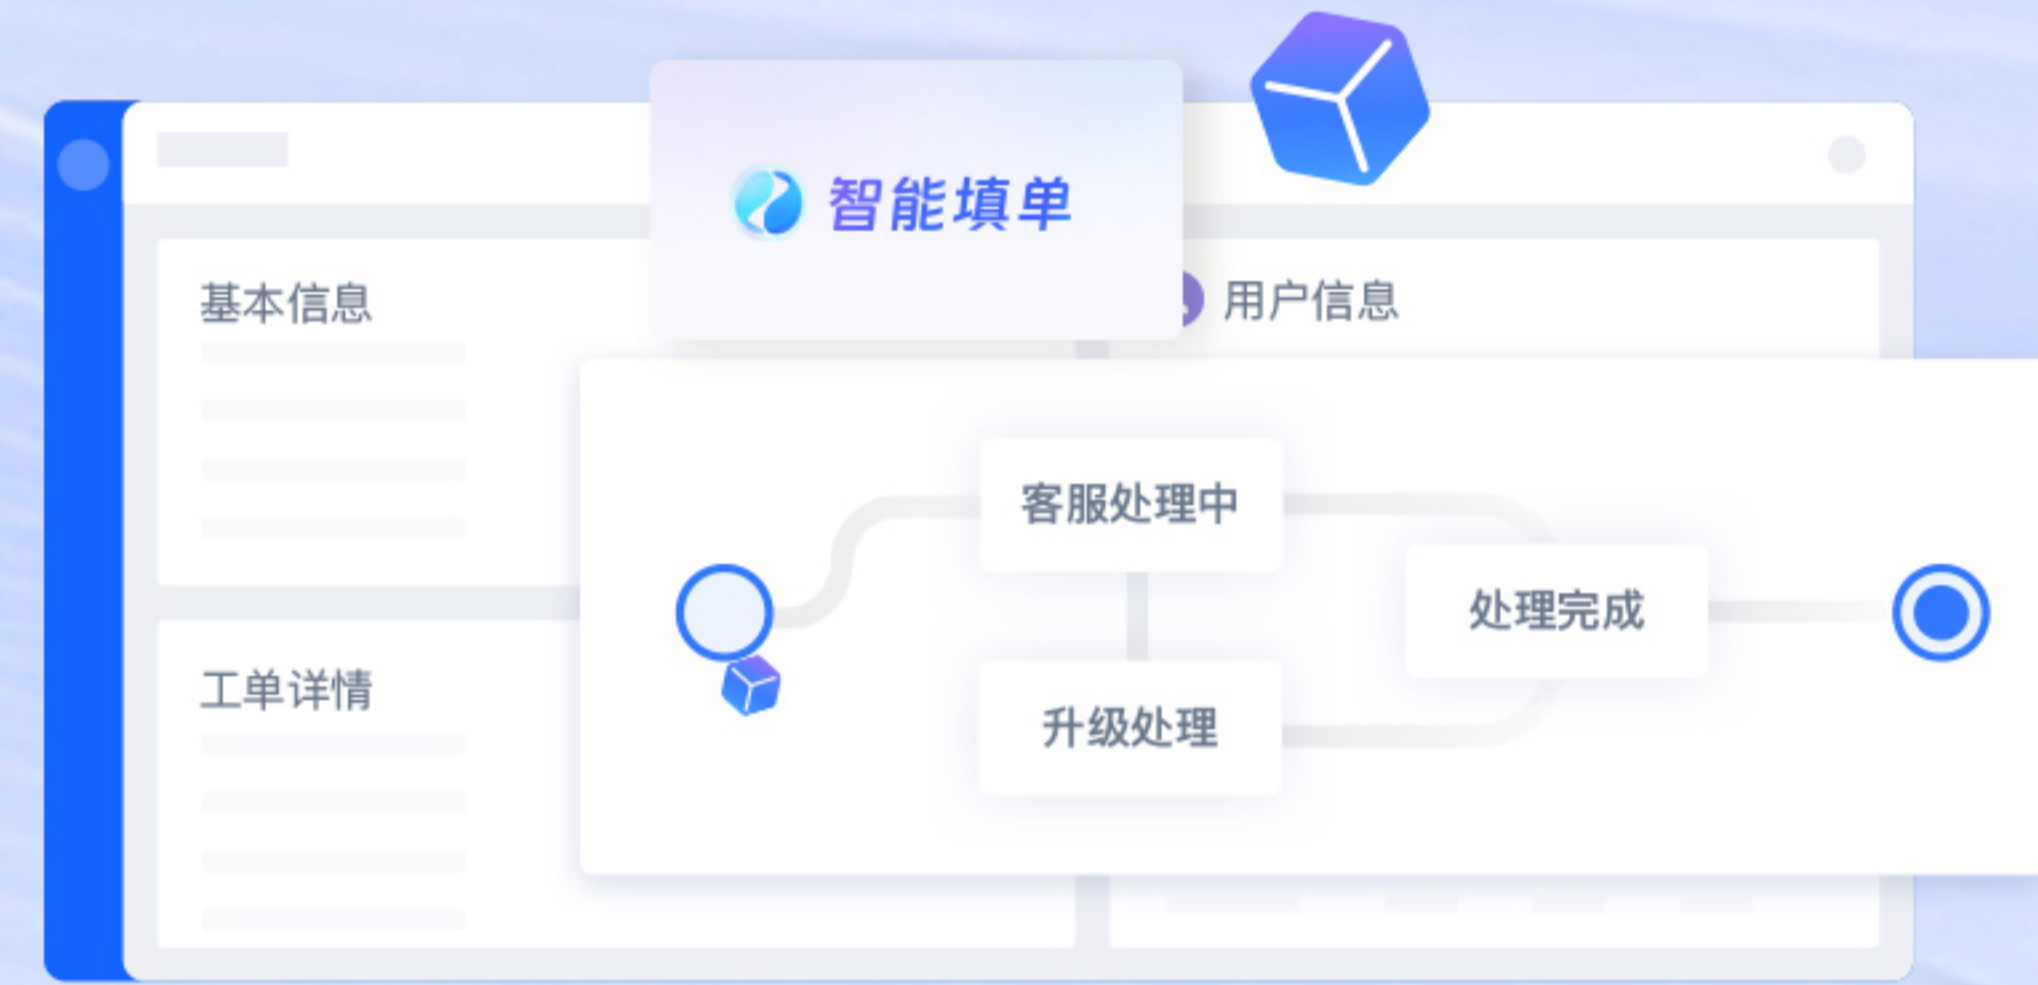 智能填单
基本信息
用户信息
客服处理中
处理完成
工单详情
升级处理